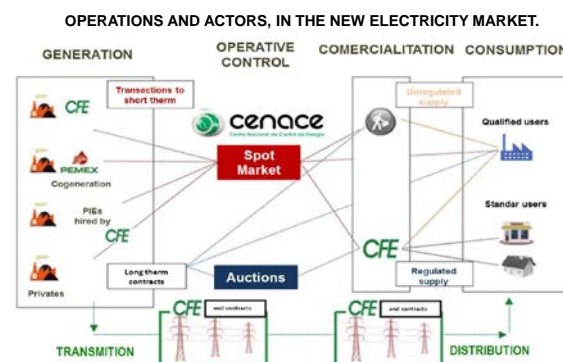 OPERATIONS AND ACTORS, IN THE NEW ELECTRICITY MARKET.
GENERATION
OPERATIVE
CONTROL
COMERCIALITATION
CONSUMPTION
Transactions to
short therm
Unregulated
supply
CFE
cenace
Centro Nacional de Control de Energía
Qualified users
PEMEX
Cogeneration
Spot
Market
PIEs
hired by
CFE
Standar users
CFE
Privates
Long therm
contracts
Auctions
Regulated
supply
CFE
and contracts
CFE
and contracts
TRANSMITION
DISTRIBUTION